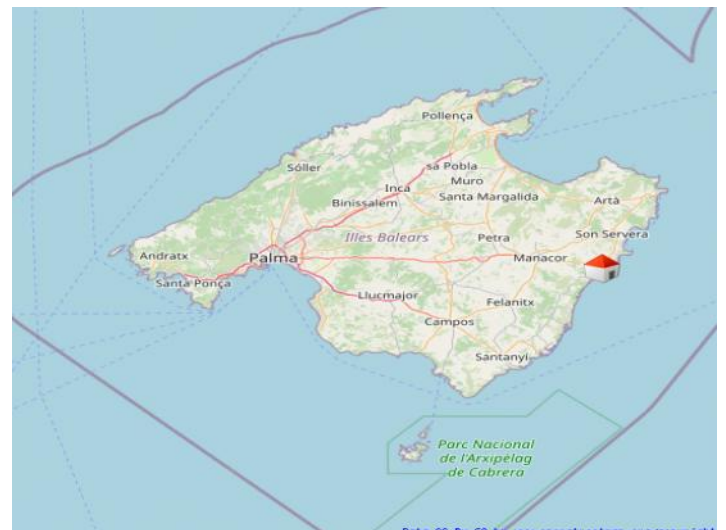 Pollença
sa Pobla
Sóller
Muro
Inca
Santa Margalida
Artà
Binissalem
Illes Balears
Petra
Son Servera
Andratx
Palma
Manacor
Santa Ponça
Llucmajor
Felanitx
Campos
Santanyí
Parc Nacional
de l'Arxipèlag
de Cabrera